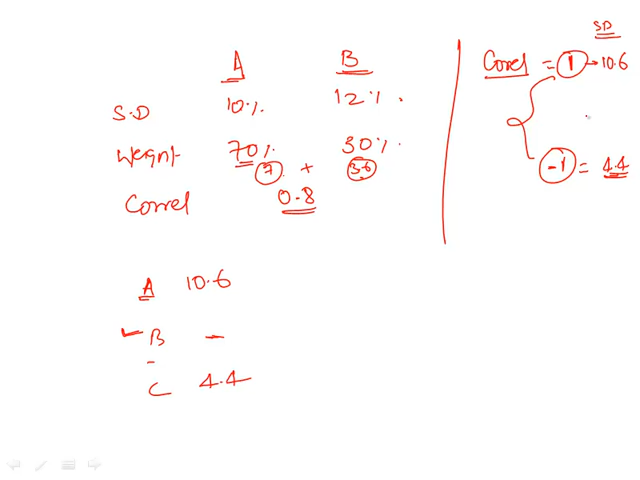 A B
S.D 10% 12%.
Weight 70% 30%.
7 + 3.6
Correl 0.8
A 10.6
B -
C 4.4
SD
Correl = 1 → 10.6
-1 = 4.4